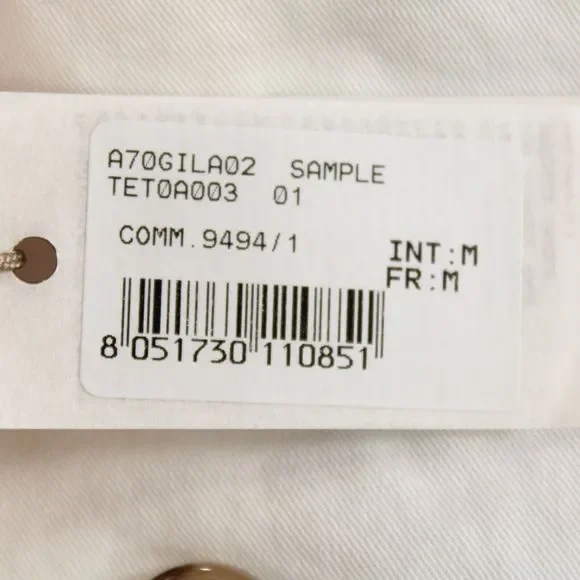 A70GILA02 SAMPLE
TET0A003 01
COMM.9494/1
INT:M
FR:M
8 051730 110851